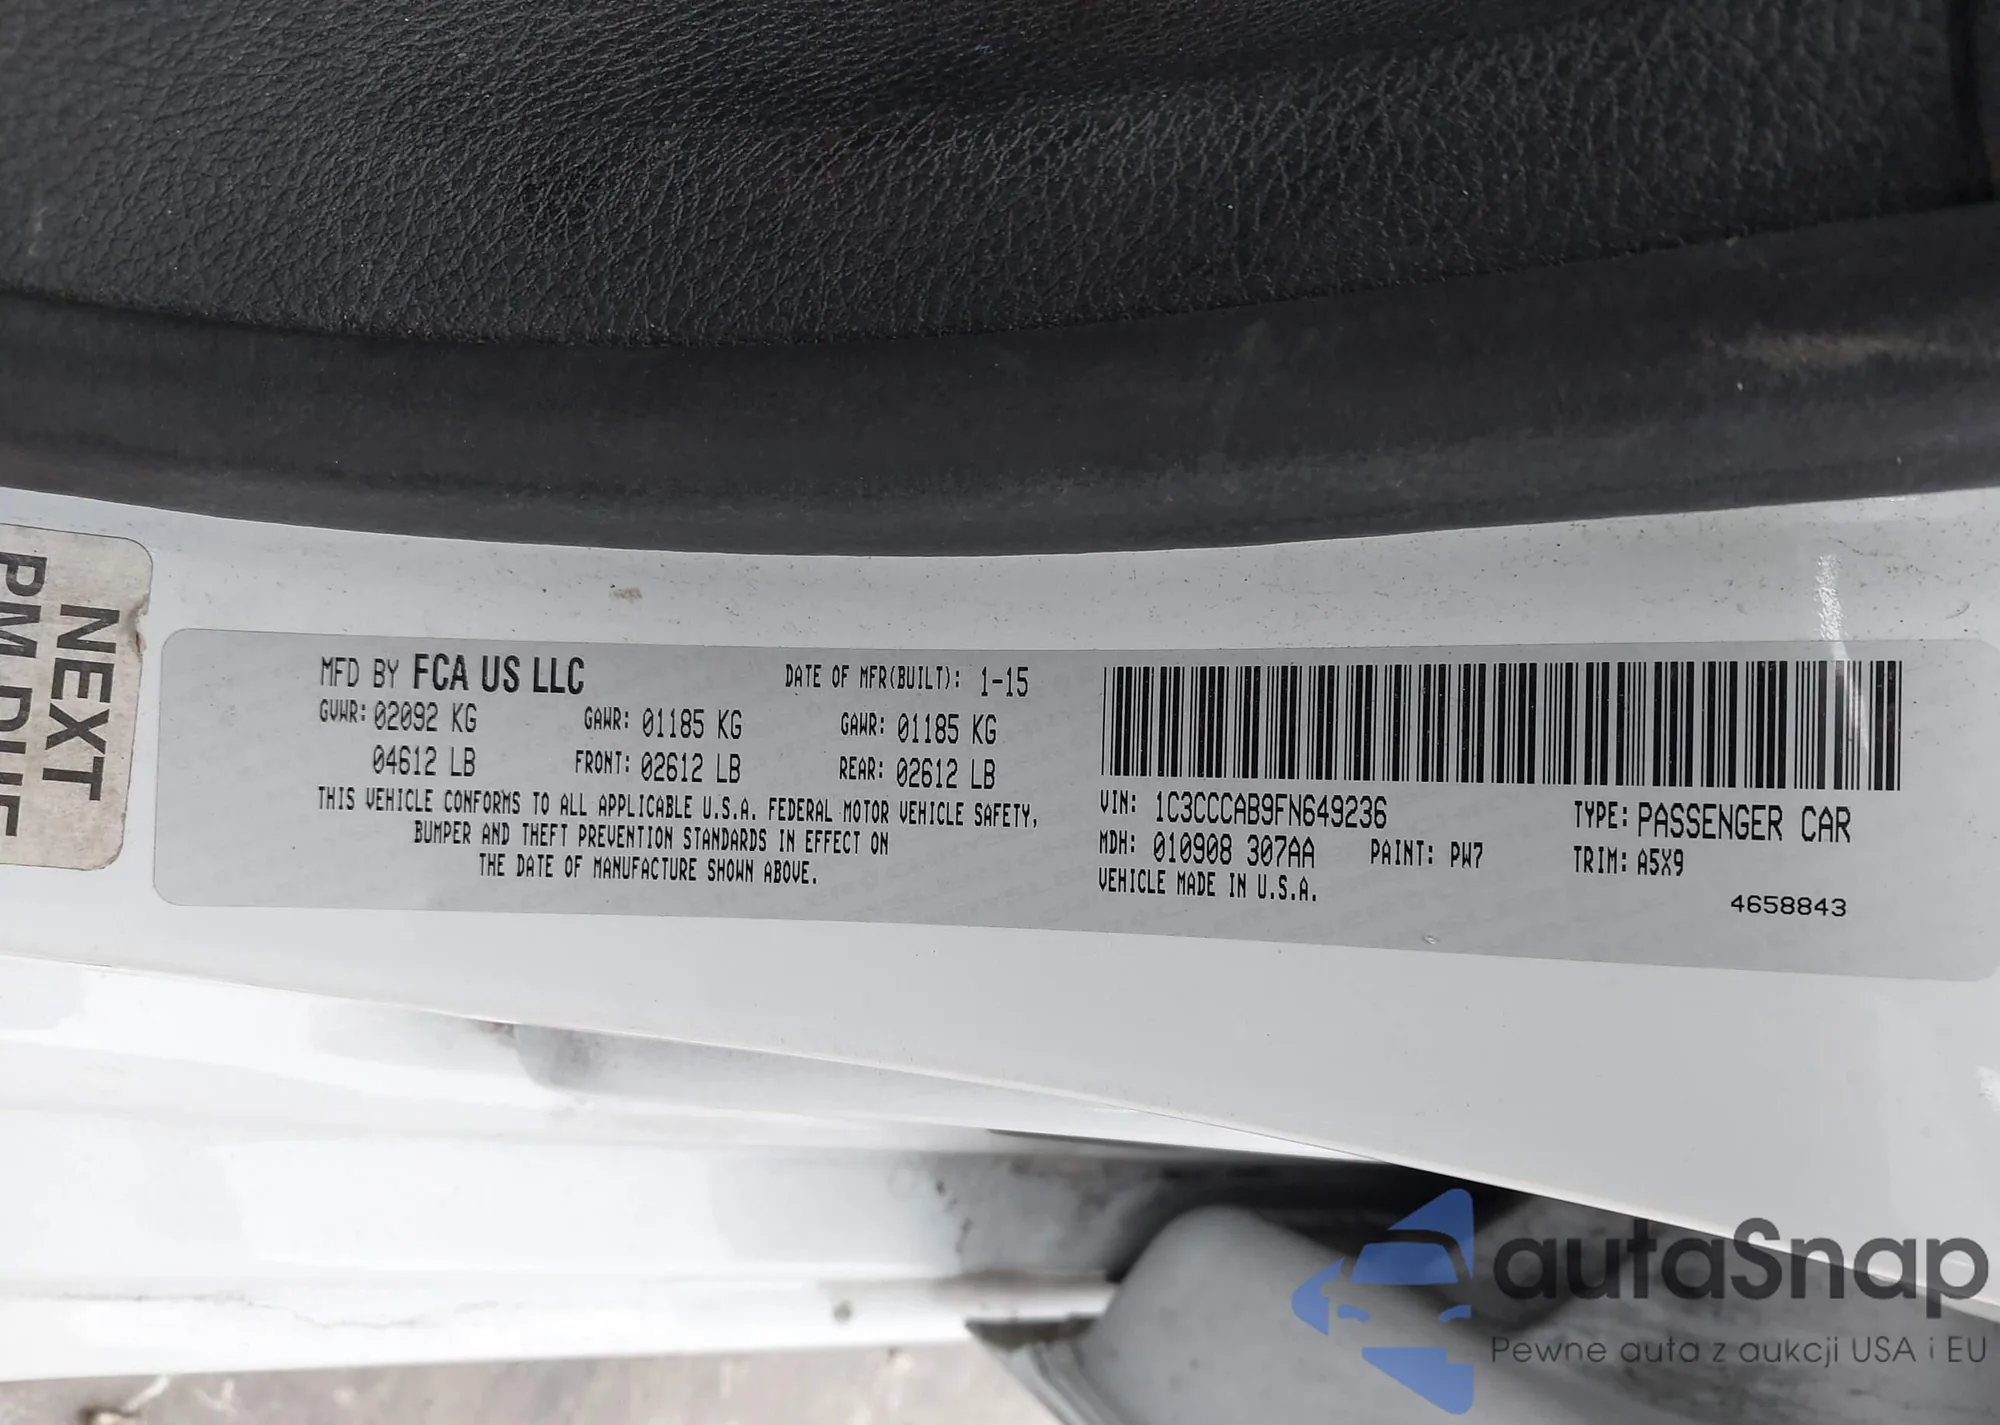 NEXT
PM DUE
MFD BY FCA US LLC DATE OF MFR(BUILT): 1-15
GVWR: 02092 KG GAWR: 01185 KG GAWR: 01185 KG
04612 LB FRONT: 02612 LB REAR: 02612 LB
THIS VEHICLE CONFORMS TO ALL APPLICABLE U.S.A. FEDERAL MOTOR VEHICLE SAFETY,
BUMPER AND THEFT PREVENTION STANDARDS IN EFFECT ON
THE DATE OF MANUFACTURE SHOWN ABOVE.
VIN: 1C3CCCAB9FN649236 TYPE: PASSENGER CAR
MDH: 010908 307AA PAINT: PW7 TRIM: A5X9
VEHICLE MADE IN U.S.A.
4658843
autaSnap
Pewne auta z aukcji USA i EU